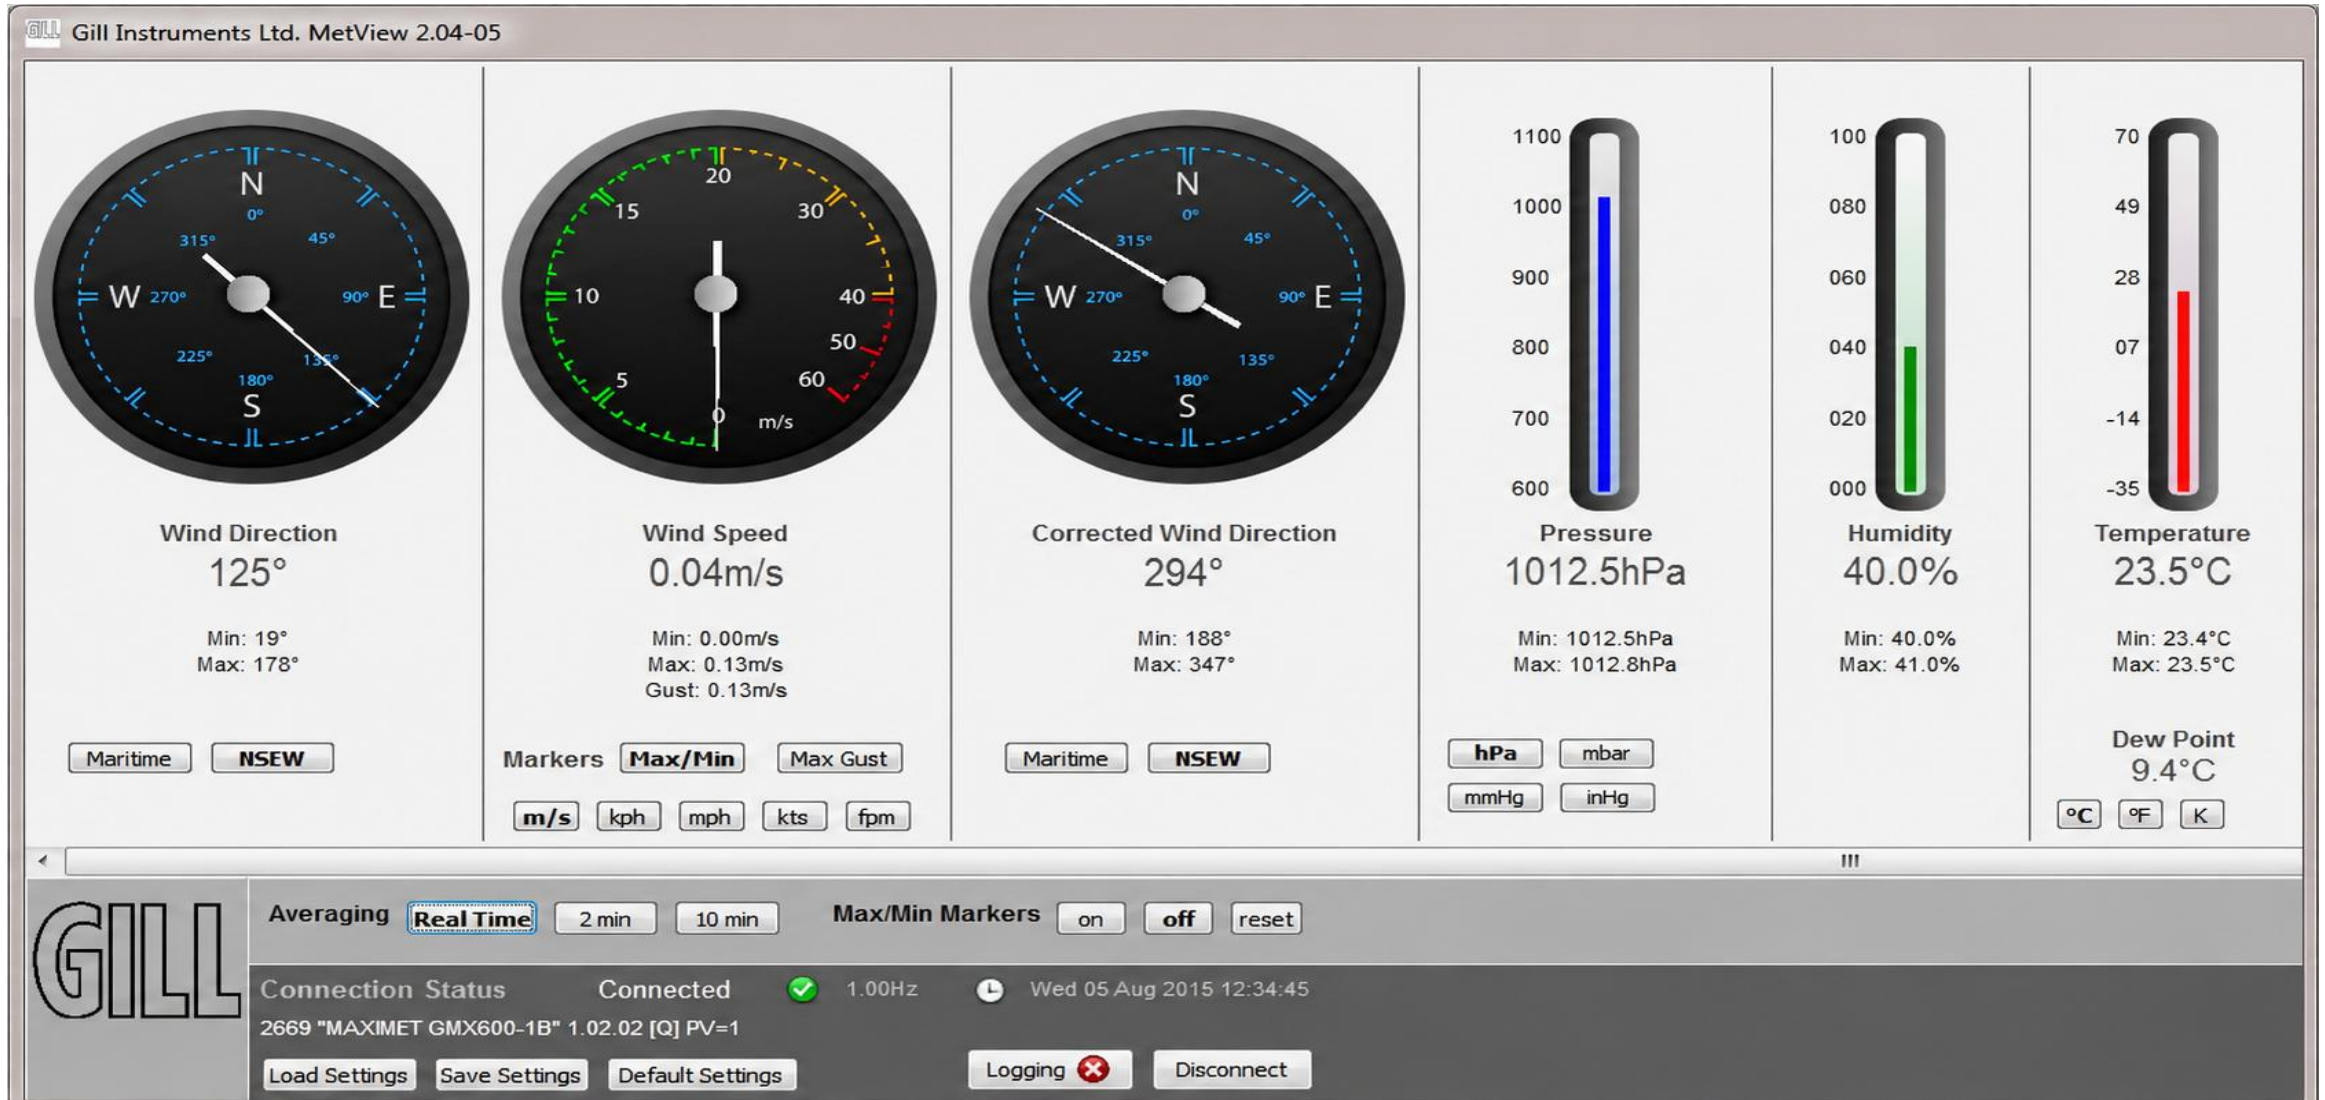 GILL Gill Instruments Ltd. MetView 2.04-05
N
0°
45°
90° E
135°
180°
S
225°
W 270°
315°
Wind Direction
125°
Min: 19°
Max: 178°
Maritime NSEW
20
15
30
10
40
50
5
60
0
m/s
Wind Speed
0.04m/s
Min: 0.00m/s
Max: 0.13m/s
Gust: 0.13m/s
Markers Max/Min Max Gust
m/s kph mph kts fpm
N
0°
45°
90° E
135°
180°
S
225°
W 270°
315°
Corrected Wind Direction
294°
Min: 188°
Max: 347°
Maritime NSEW
1100
1000
900
800
700
600
Pressure
1012.5hPa
Min: 1012.5hPa
Max: 1012.8hPa
hPa mbar
mmHg inHg
100
080
060
040
020
000
Humidity
40.0%
Min: 40.0%
Max: 41.0%
70
49
28
07
-14
-35
Temperature
23.5°C
Min: 23.4°C
Max: 23.5°C
Dew Point
9.4°C
°C °F K
GILL
Averaging Real Time 2 min 10 min Max/Min Markers on off reset
Connection Status Connected 1.00Hz Wed 05 Aug 2015 12:34:45
2669 "MAXIMET GMX600-1B" 1.02.02 [Q] PV=1
Load Settings Save Settings Default Settings Logging Disconnect